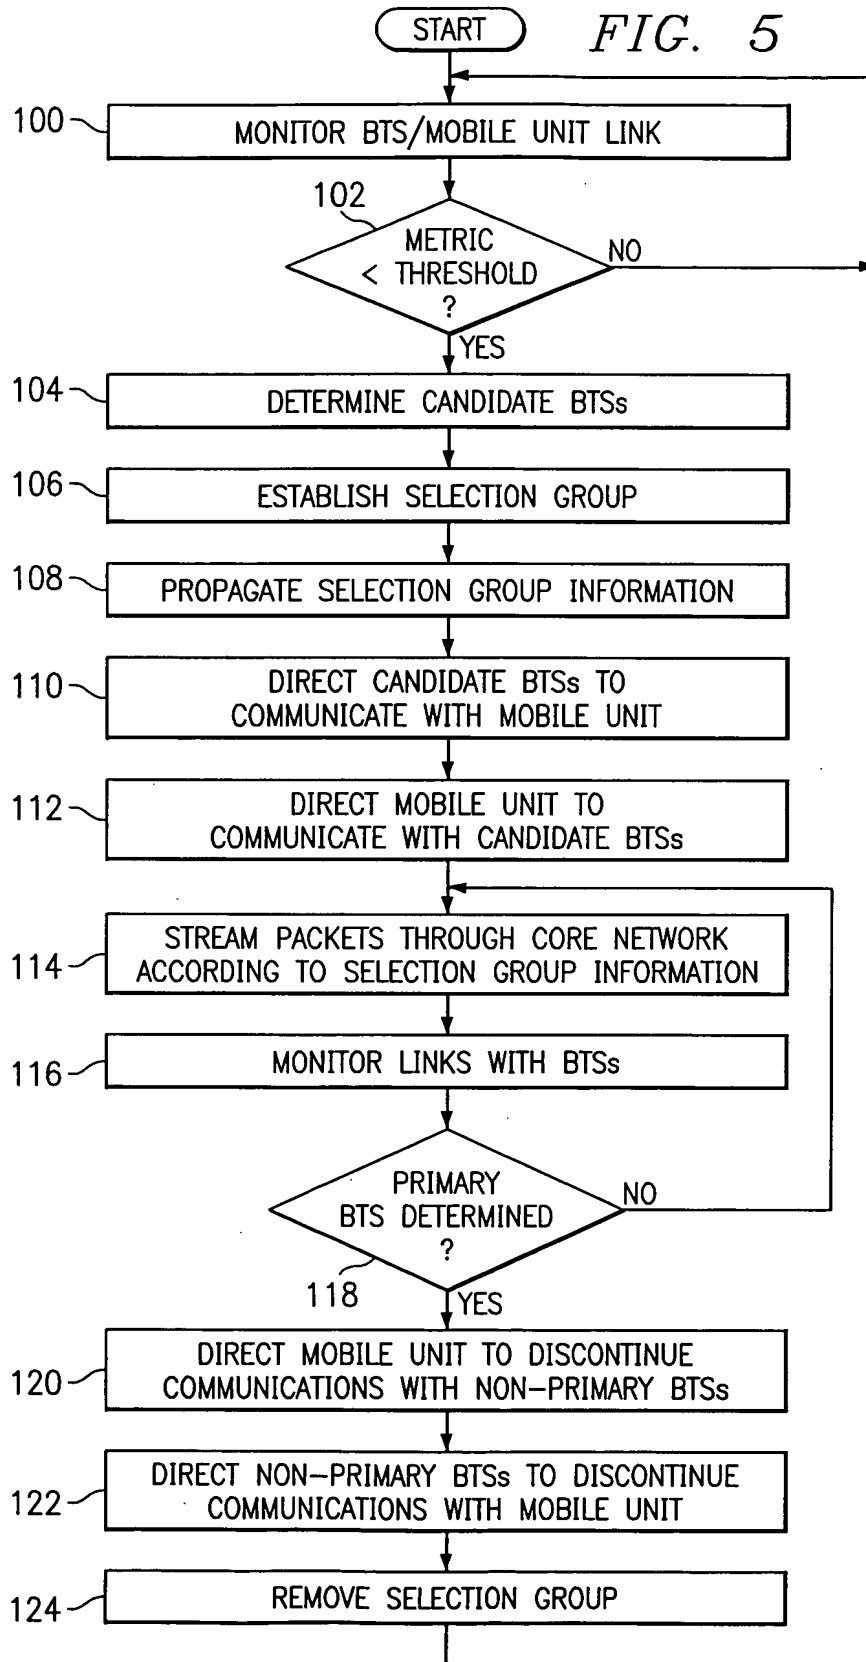 START
FIG. 5
100
MONITOR BTS/MOBILE UNIT LINK
102
METRIC
< THRESHOLD
?
NO
YES
104
DETERMINE CANDIDATE BTSs
106
ESTABLISH SELECTION GROUP
108
PROPAGATE SELECTION GROUP INFORMATION
110
DIRECT CANDIDATE BTSs TO
COMMUNICATE WITH MOBILE UNIT
112
DIRECT MOBILE UNIT TO
COMMUNICATE WITH CANDIDATE BTSs
114
STREAM PACKETS THROUGH CORE NETWORK
ACCORDING TO SELECTION GROUP INFORMATION
116
MONITOR LINKS WITH BTSs
PRIMARY
BTS DETERMINED
?
NO
118
YES
120
DIRECT MOBILE UNIT TO DISCONTINUE
COMMUNICATIONS WITH NON-PRIMARY BTSs
122
DIRECT NON-PRIMARY BTSs TO DISCONTINUE
COMMUNICATIONS WITH MOBILE UNIT
124
REMOVE SELECTION GROUP